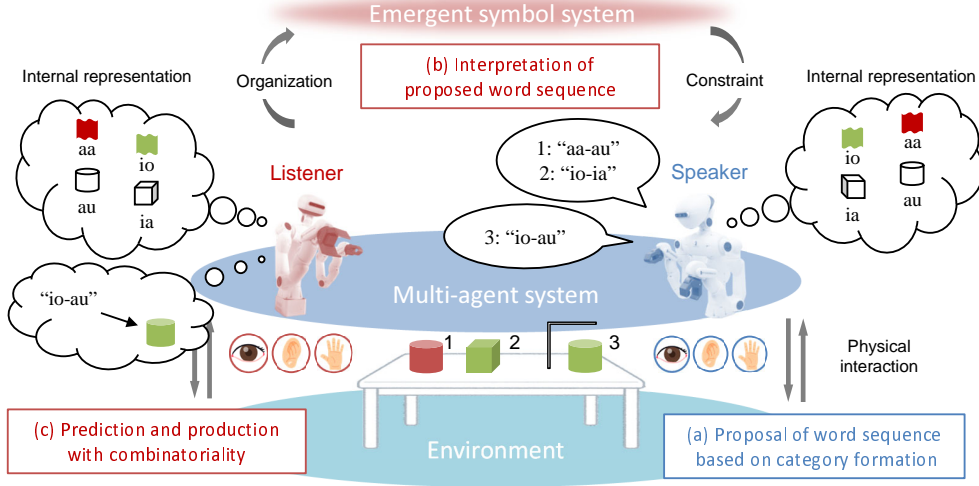 Emergent symbol system
(b) Interpretation of
proposed word sequence
Organization
Constraint
Internal representation
aa
io
au
ia
Internal representation
io
aa
ia
au
Listener
Speaker
1: “aa-au”
2: “io-ia”
3: “io-au”
“io-au”
Multi-agent system
1
2
3
Physical
interaction
(c) Prediction and production
with combinatoriality
Environment
(a) Proposal of word sequence
based on category formation